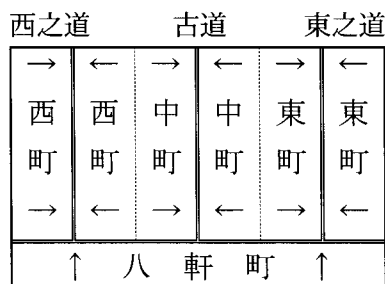 西之道 古道 東之道
→ ← → ← → ←
西町 西町 中町 中町 東町 東町
→ ← → ← → ←
↑ 八軒町 ↑